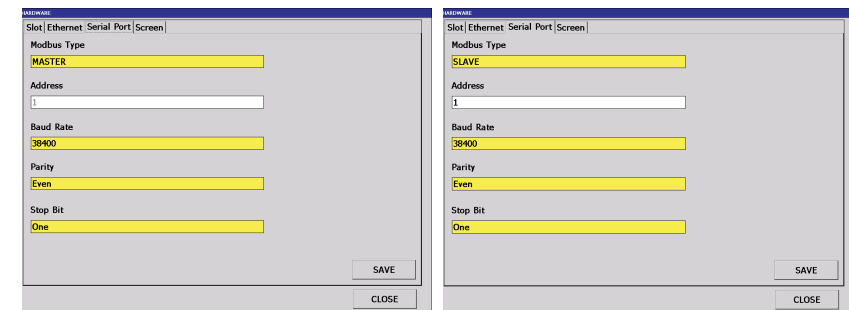 HARDWARE
Slot Ethernet Serial Port Screen
Modbus Type
MASTER
Address
1
Baud Rate
38400
Parity
Even
Stop Bit
One
SAVE
CLOSE
HARDWARE
Slot Ethernet Serial Port Screen
Modbus Type
SLAVE
Address
1
Baud Rate
38400
Parity
Even
Stop Bit
One
SAVE
CLOSE